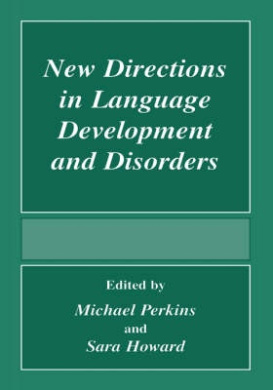 New Directions
in Language
Development
and Disorders
Edited by
Michael Perkins
and
Sara Howard